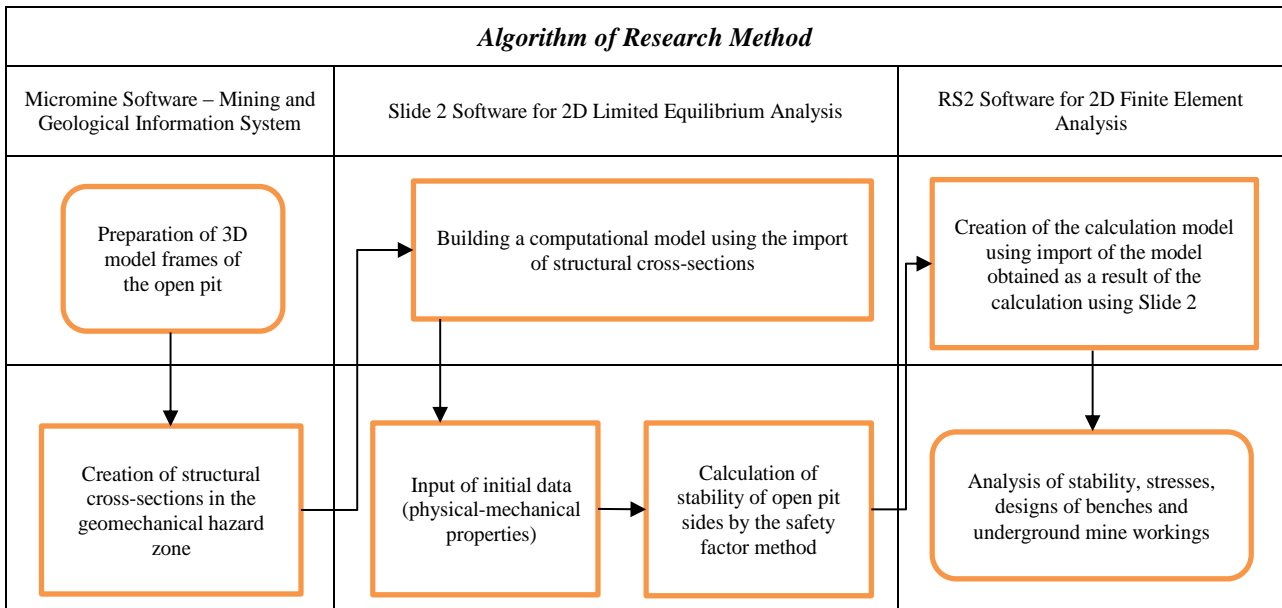 Algorithm of Research Method
Micromine Software – Mining and
Geological Information System
Slide 2 Software for 2D Limited Equilibrium Analysis
RS2 Software for 2D Finite Element
Analysis
Preparation of 3D
model frames of
the open pit
Creation of structural
cross-sections in the
geomechanical hazard
zone
Building a computational model using the import
of structural cross-sections
Input of initial data
(physical-mechanical
properties)
Calculation of
stability of open pit
sides by the safety
factor method
Creation of the calculation model
using import of the model
obtained as a result of the
calculation using Slide 2
Analysis of stability, stresses,
designs of benches and
underground mine workings